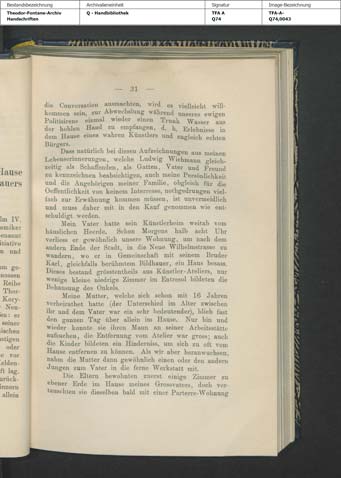 Bestandsbezeichnung
Archivalieneinheit
Signatur
Image-Bezeichnung
Theodor-Fontane-Archiv
Handschriften
Q - Handbibliothek
TFA A
Q74
TFA-A-
Q74,0043
— 31 —
die Conversation ausmachten, wird es vielleicht will-
kommen sein, zur Abwechslung während unseres ewigen
Politisirens einmal wieder einen Trunk Wasser aus
der hohlen Hand zu empfangen, d. h. Erlebnisse in
dem Hause eines wahren Künstlers und zugleich echten
Bürgers.
Dass natürlich bei diesen Aufzeichnungen aus meinen
Lebenserinnerungen, welche Ludwig Wichmann gleich-
zeitig als Schaffenden, als Gatten, Vater und Freund
zu kennzeichnen beabsichtigen, auch meine Persönlichkeit
und die Angehörigen meiner Familie, obgleich für die
Oeffentlichkeit von keinem Interesse, nothgedrungen viel-
fach zur Erwähnung kommen müssen, ist unvermeidlich
und muss daher mit in den Kauf genommen wie ent-
schuldigt werden.
Mein Vater hatte sein Künstlerheim weitab vom
häuslichen Heerde. Schon Morgens halb acht Uhr
verliess er gewöhnlich unsere Wohnung, um nach dem
andern Ende der Stadt, in die Neue Wilhelmstrasse zu
wandern, wo er in Gemeinschaft mit seinem Bruder
Karl, gleichfalls berühmtem Bildhauer, ein Haus besass.
Dieses bestand grösstentheils aus Künstler-Ateliers, nur
wenige kleine niedrige Zimmer im Entresol bildeten die
Behausung des Onkels.
Meine Mutter, welche sich schon mit 16 Jahren
verheirathet hatte (der Unterschied im Alter zwischen
ihr und dem Vater war ein sehr bedeutender), blieb fast
den ganzen Tag über allein im Hause. Nur hin und
wieder konnte sie ihren Mann an seiner Arbeitsstätte
aufsuchen, die Entfernung vom Atelier war gross; auch
die Kinder bildeten ein Hinderniss, um sich zu oft vom
Hause entfernen zu können. Als wir aber heranwuchsen,
nahm die Mutter dann gewöhnlich einen oder den andern
Jungen zum Vater in die ferne Werkstatt mit.
Die Eltern bewohnten zuerst einige Zimmer zu
ebener Erde im Hause meines Grossvaters, doch ver-
tauschten sie dieselben bald mit einer Parterre-Wohnung